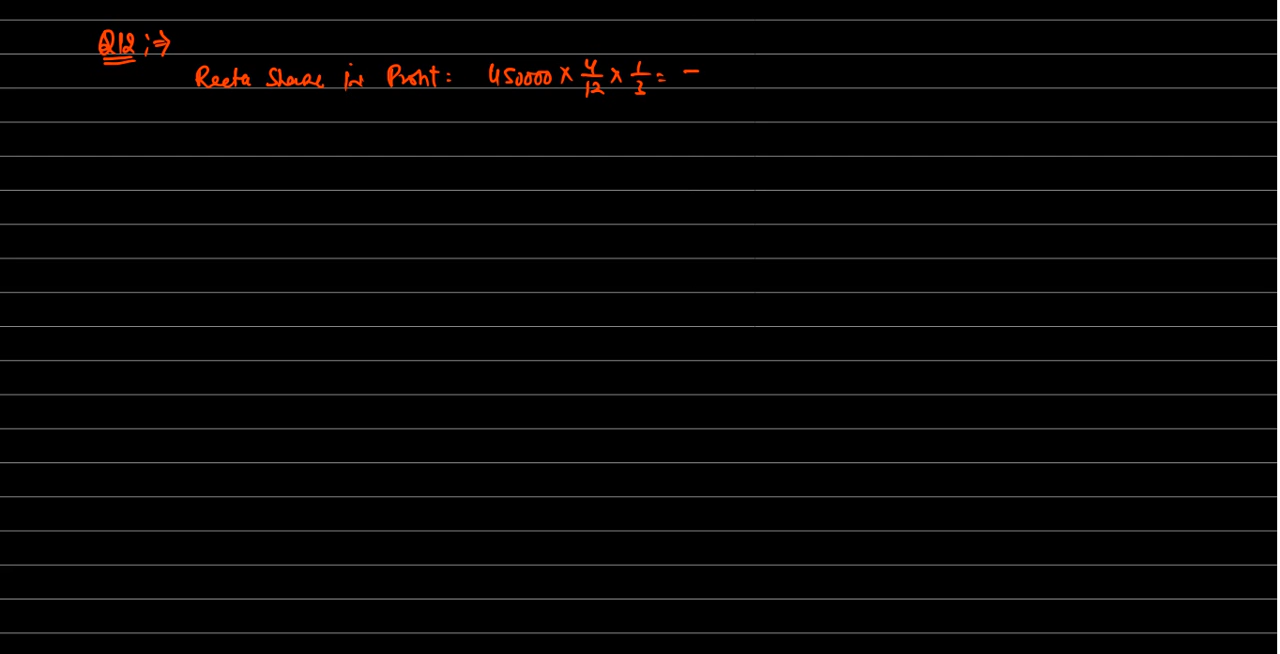 Q12 :⇒
Reeta Share in Profit = 450000 × 4/12 × 1/3 = -